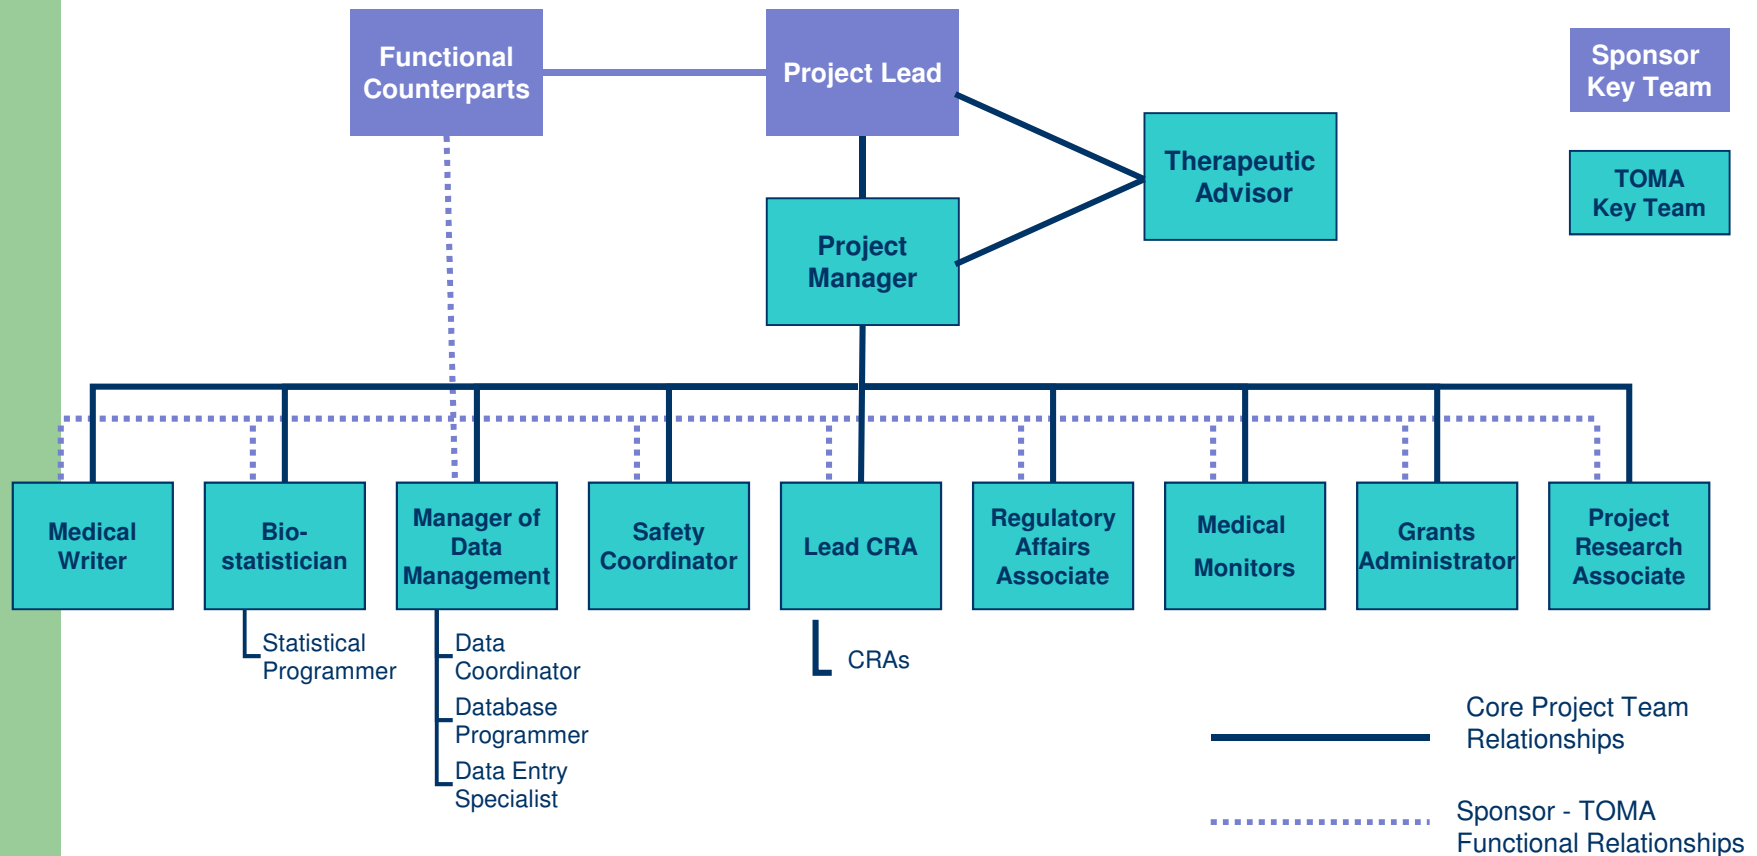 Functional
Counterparts
Project Lead
Sponsor
Key Team
Therapeutic
Advisor
TOMA
Key Team
Project
Manager
Medical
Writer
Bio-
statistician
Manager of
Data
Management
Safety
Coordinator
Lead CRA
Regulatory
Affairs
Associate
Medical
Monitors
Grants
Administrator
Project
Research
Associate
Statistical
Programmer
Data
Coordinator
Database
Programmer
Data Entry
Specialist
CRAs
Core Project Team
Relationships
Sponsor - TOMA
Functional Relationships